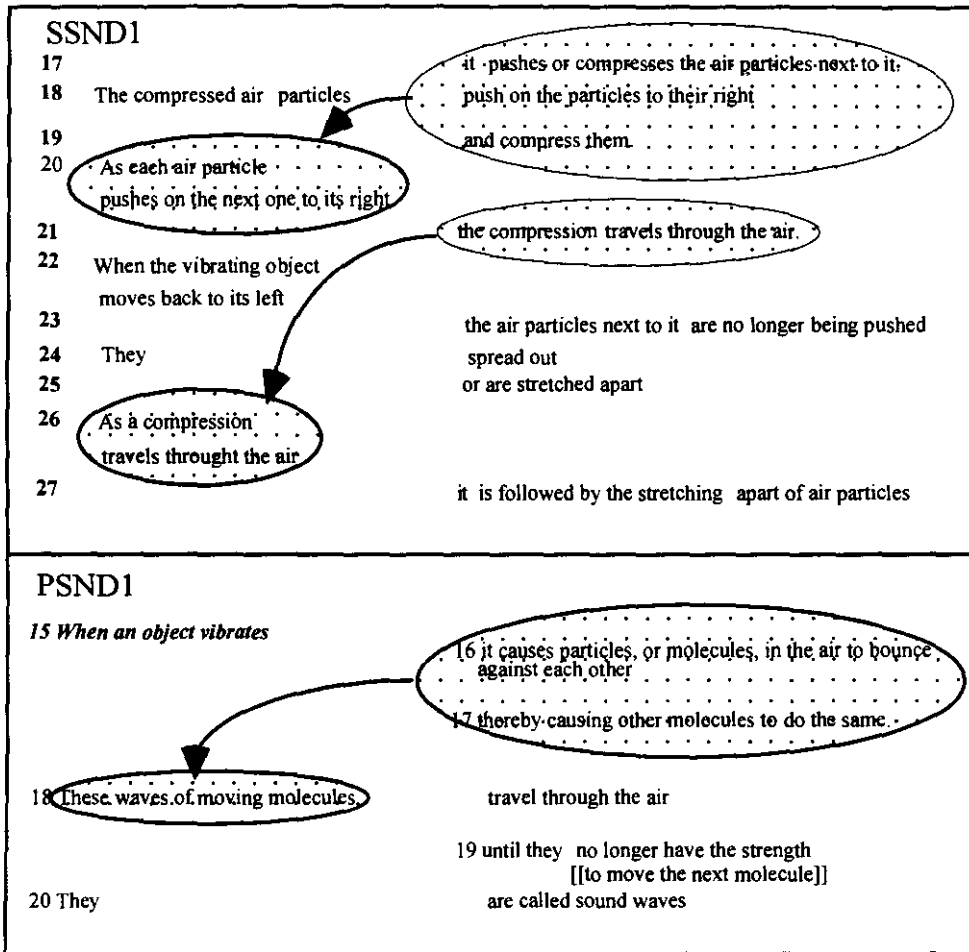 SSND1
17 it pushes or compresses the air particles next to it.
18 The compressed air particles push on the particles to their right
19 and compress them.
20 As each air particle
pushes on the next one to its right
21 the compression travels through the air.
22 When the vibrating object
moves back to its left
23 the air particles next to it are no longer being pushed
24 They spread out
25 or are stretched apart
26 As a compression
travels throught the air
27 it is followed by the stretching apart of air particles
PSND1
15 When an object vibrates
16 it causes particles, or molecules, in the air to bounce
against each other
17 thereby causing other molecules to do the same.
18 These waves of moving molecules travel through the air
19 until they no longer have the strength
[[to move the next molecule]]
20 They are called sound waves